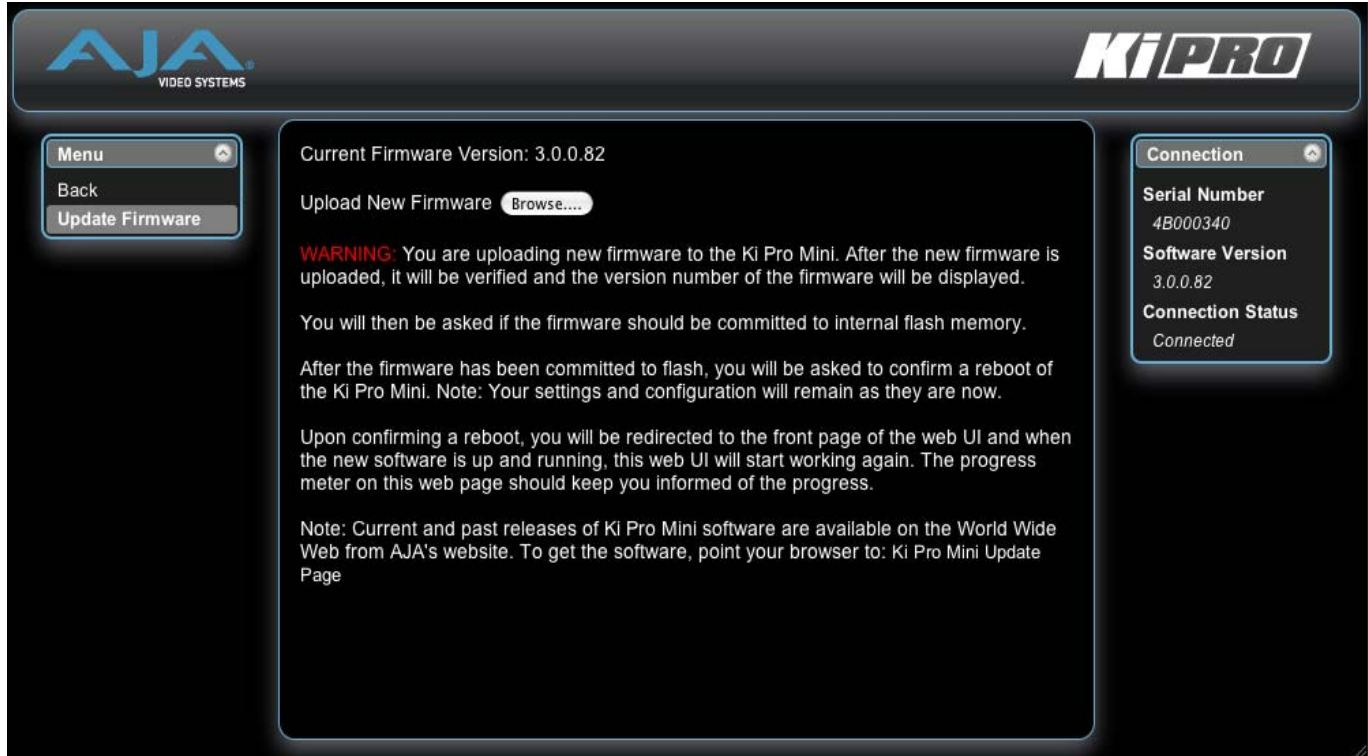 AJA
VIDEO SYSTEMS
Ki PRO
Menu
Back
Update Firmware
Current Firmware Version: 3.0.0.82
Upload New Firmware Browse....
WARNING: You are uploading new firmware to the Ki Pro Mini. After the new firmware is
uploaded, it will be verified and the version number of the firmware will be displayed.
You will then be asked if the firmware should be committed to internal flash memory.
After the firmware has been committed to flash, you will be asked to confirm a reboot of
the Ki Pro Mini. Note: Your settings and configuration will remain as they are now.
Upon confirming a reboot, you will be redirected to the front page of the web UI and when
the new software is up and running, this web UI will start working again. The progress
meter on this web page should keep you informed of the progress.
Note: Current and past releases of Ki Pro Mini software are available on the World Wide
Web from AJA's website. To get the software, point your browser to: Ki Pro Mini Update
Page
Connection
Serial Number
4B000340
Software Version
3.0.0.82
Connection Status
Connected